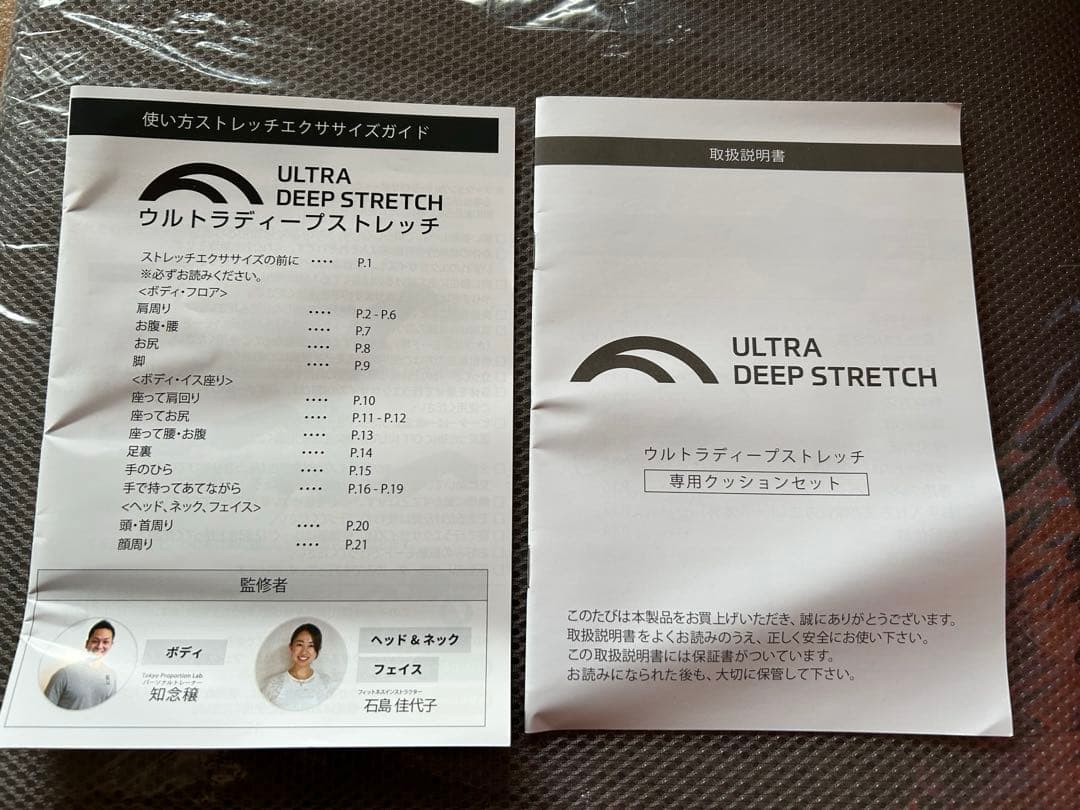 使い方ストレッチエクササイズガイド
ULTRA
DEEP STRETCH
ウルトラディープストレッチ
ストレッチエクササイズの前に ・・・・ P.1
※必ずお読みください。
<ボディ・フロア>
肩周り ・・・・ P.2 - P.6
お腹・腰 ・・・・ P.7
お尻 ・・・・ P.8
脚 ・・・・ P.9
<ボディ・イス座り>
座って肩回り ・・・・ P.10
座ってお尻 ・・・・ P.11 - P.12
座って腰・お腹 ・・・・ P.13
足裏 ・・・・ P.14
手のひら ・・・・ P.15
手で持ってあてながら ・・・・ P.16 - P.19
<ヘッド、ネック、フェイス>
頭・首周り ・・・・ P.20
顔周り ・・・・ P.21
監修者
ボディ
Tokyo Proportion Lab
パーソナルトレーナー
知念穣
ヘッド & ネック
フェイス
フィットネスインストラクター
石島 佳代子
取扱説明書
ULTRA
DEEP STRETCH
ウルトラディープストレッチ
専用クッションセット
このたびは本製品をお買上げいただき、誠にありがとうございます。
取扱説明書をよくお読みのうえ、正しく安全にお使い下さい。
この取扱説明書には保証書がついています。
お読みになられた後も、大切に保管して下さい。